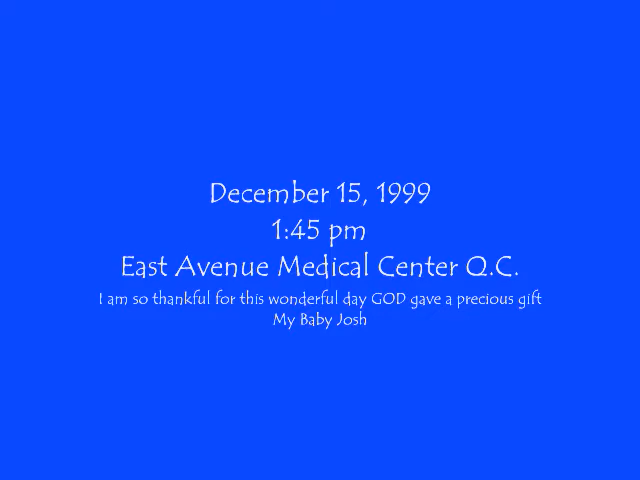 December 15, 1999
1:45 pm
East Avenue Medical Center Q.C.
I am so thankful for this wonderful day GOD gave a precious gift
My Baby Josh